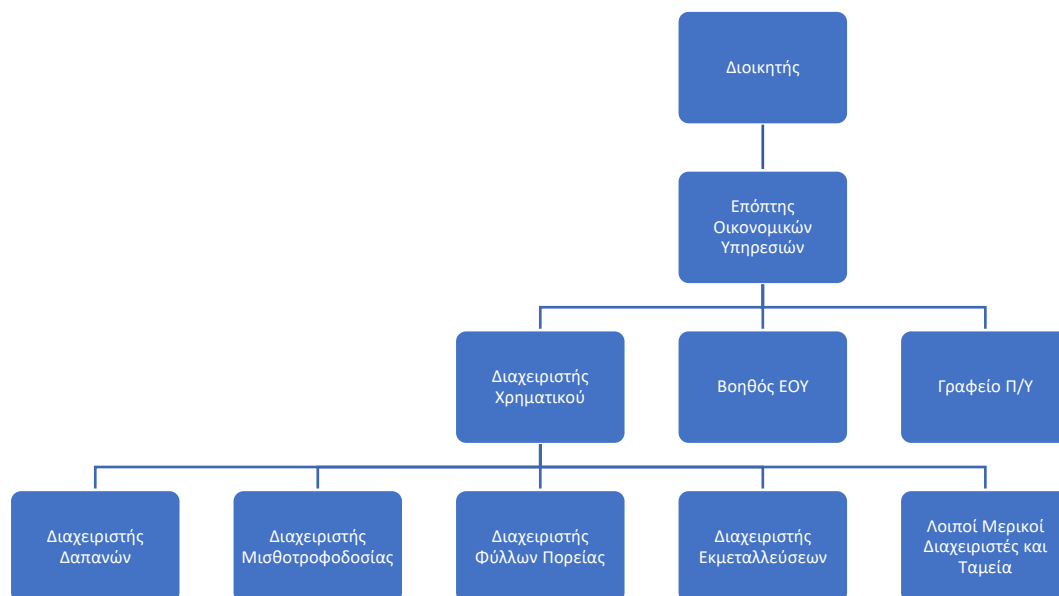 Διοικητής
Επόπτης
Οικονομικών
Υπηρεσιών
Διαχειριστής
Χρηματικού
Βοηθός ΕΟΥ
Γραφείο Π/Υ
Διαχειριστής
Δαπανών
Διαχειριστής
Μισθοτροφοδοσίας
Διαχειριστής
Φύλλων Πορείας
Διαχειριστής
Εκμεταλλεύσεων
Λοιποί Μερικοί
Διαχειριστές και
Ταμεία